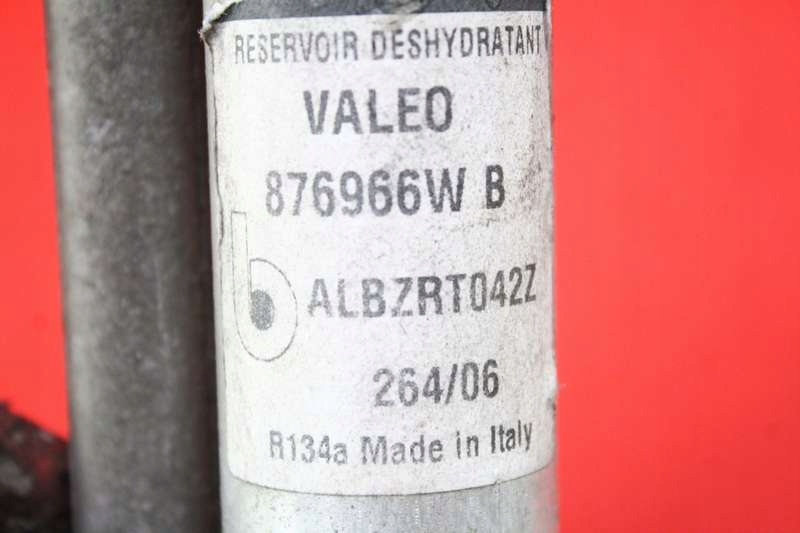 RESERVOIR DESHYDRATANT
VALEO
876966W B
b
ALBZRT042Z
264/06
R134a Made in Italy